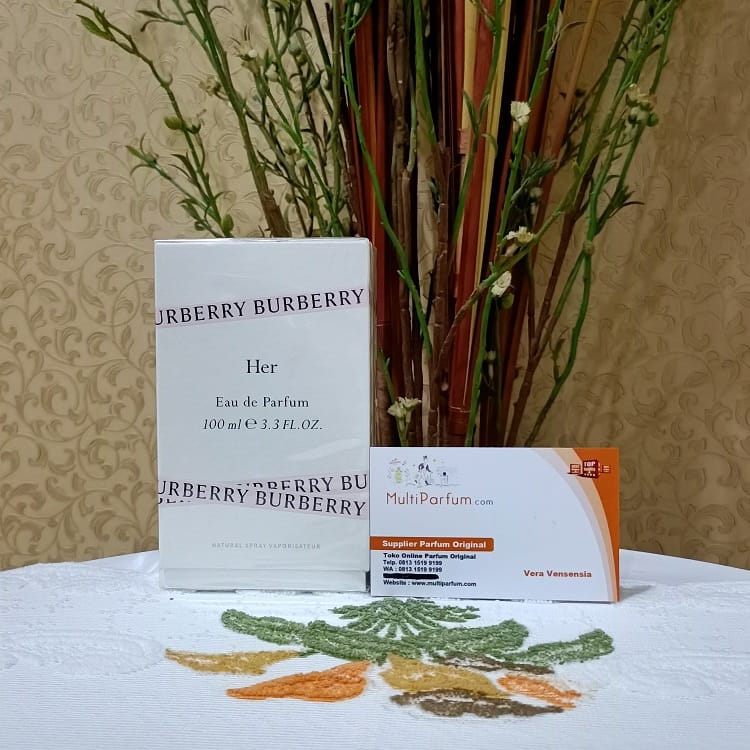 URBERRY BURBERRY
Her
Eau de Parfum
100 ml ℮ 3.3 FL.OZ.
URBERRY BU
URBERRY BURBERRY
NATURAL SPRAY VAPORISATEUR
TOP
MultiParfum.com
Supplier Parfum Original
Toko Online Parfum Original
Telp. 0813 1519 9199
WA : 0813 1519 9199
Website : www.multiparfum.com
Vera Vensensia